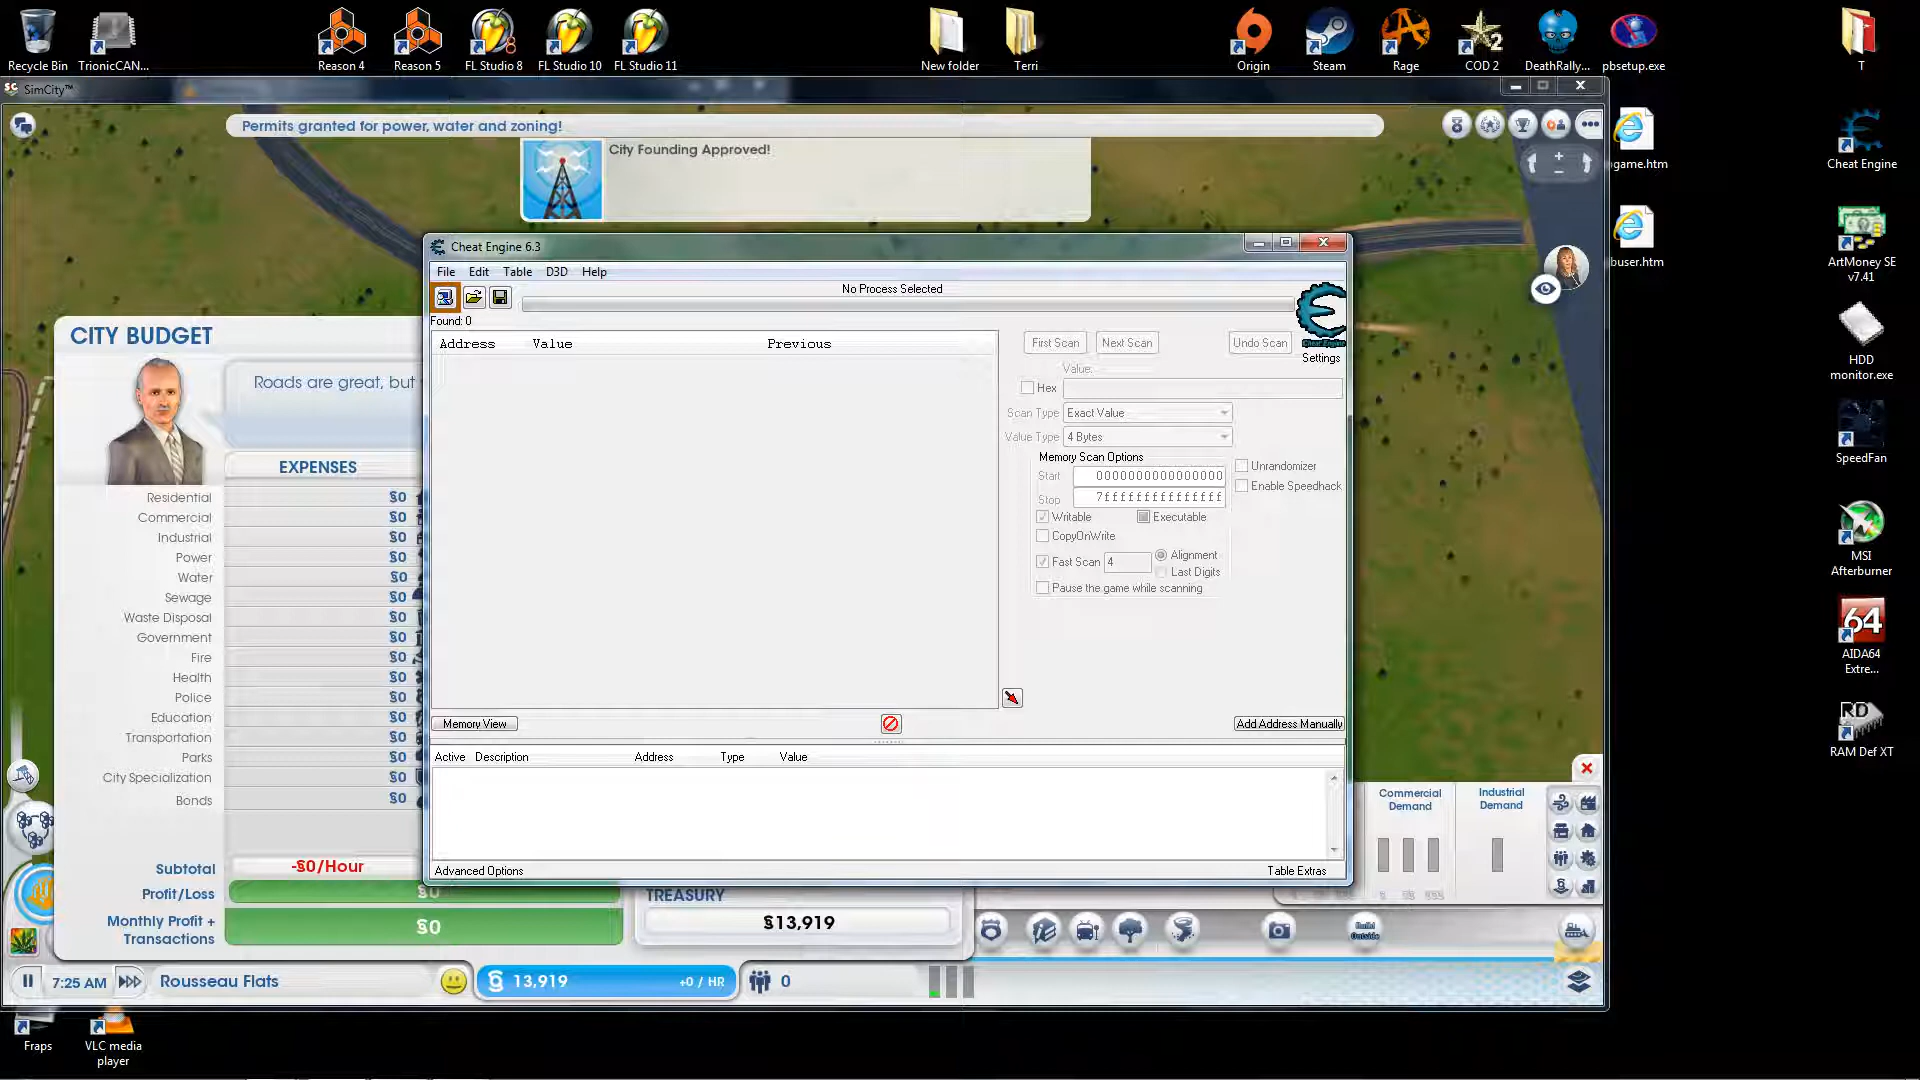 Recycle Bin
TrionicCAN...
Reason 4
Reason 5
FL Studio 8
FL Studio 10
FL Studio 11
New folder
Terri
Origin
Steam
Rage
COD 2
DeathRally...
pbsetup.exe
T
SimCity™
Permits granted for power, water and zoning!
City Founding Approved!
game.htm
Cheat Engine
buser.htm
ArtMoney SE
v7.41
HDD
monitor.exe
SpeedFan
MSI
Afterburner
64
AIDA64
Extre...
RD
RAM Def XT
Cheat Engine 6.3
File Edit Table D3D Help
No Process Selected
Found: 0
Address Value Previous
First Scan Next Scan Undo Scan
Cheat Engine
Settings
Value:
Hex
Scan Type Exact Value
Value Type 4 Bytes
Memory Scan Options
Unrandomizer
Start 0000000000000000
Enable Speedhack
Stop 7fffffffffffffff
Writable Executable
CopyOnWrite
Fast Scan 4 Alignment
Last Digits
Pause the game while scanning
Memory View
Add Address Manually
Active Description Address Type Value
Advanced Options
Table Extras
CITY BUDGET
Roads are great, but
EXPENSES
Residential §0
Commercial §0
Industrial §0
Power §0
Water §0
Sewage §0
Waste Disposal §0
Government §0
Fire §0
Health §0
Police §0
Education §0
Transportation §0
Parks §0
City Specialization §0
Bonds §0
Subtotal -§0/Hour
Profit/Loss §0
Monthly Profit +
Transactions §0
TREASURY
§13,919
Commercial
Demand
Industrial
Demand
Build
Outside
7:25 AM Rousseau Flats 13,919 +0 / HR 0
Fraps
VLC media
player